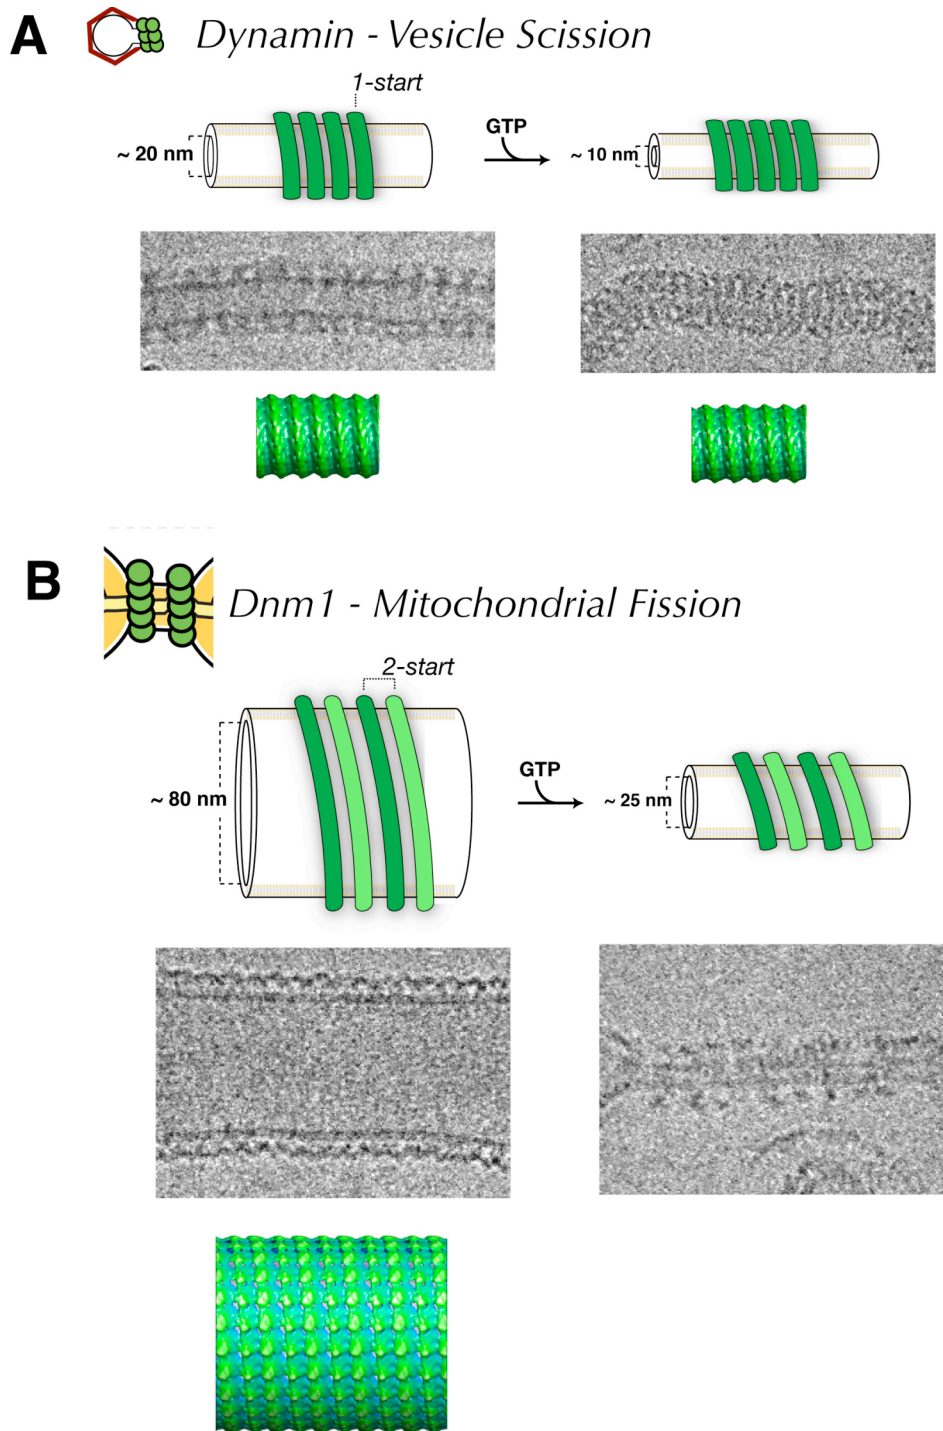 A
Dynamin - Vesicle Scission
1-start
~ 20 nm
GTP
~ 10 nm
B
Dnm1 - Mitochondrial Fission
2-start
~ 80 nm
GTP
~ 25 nm